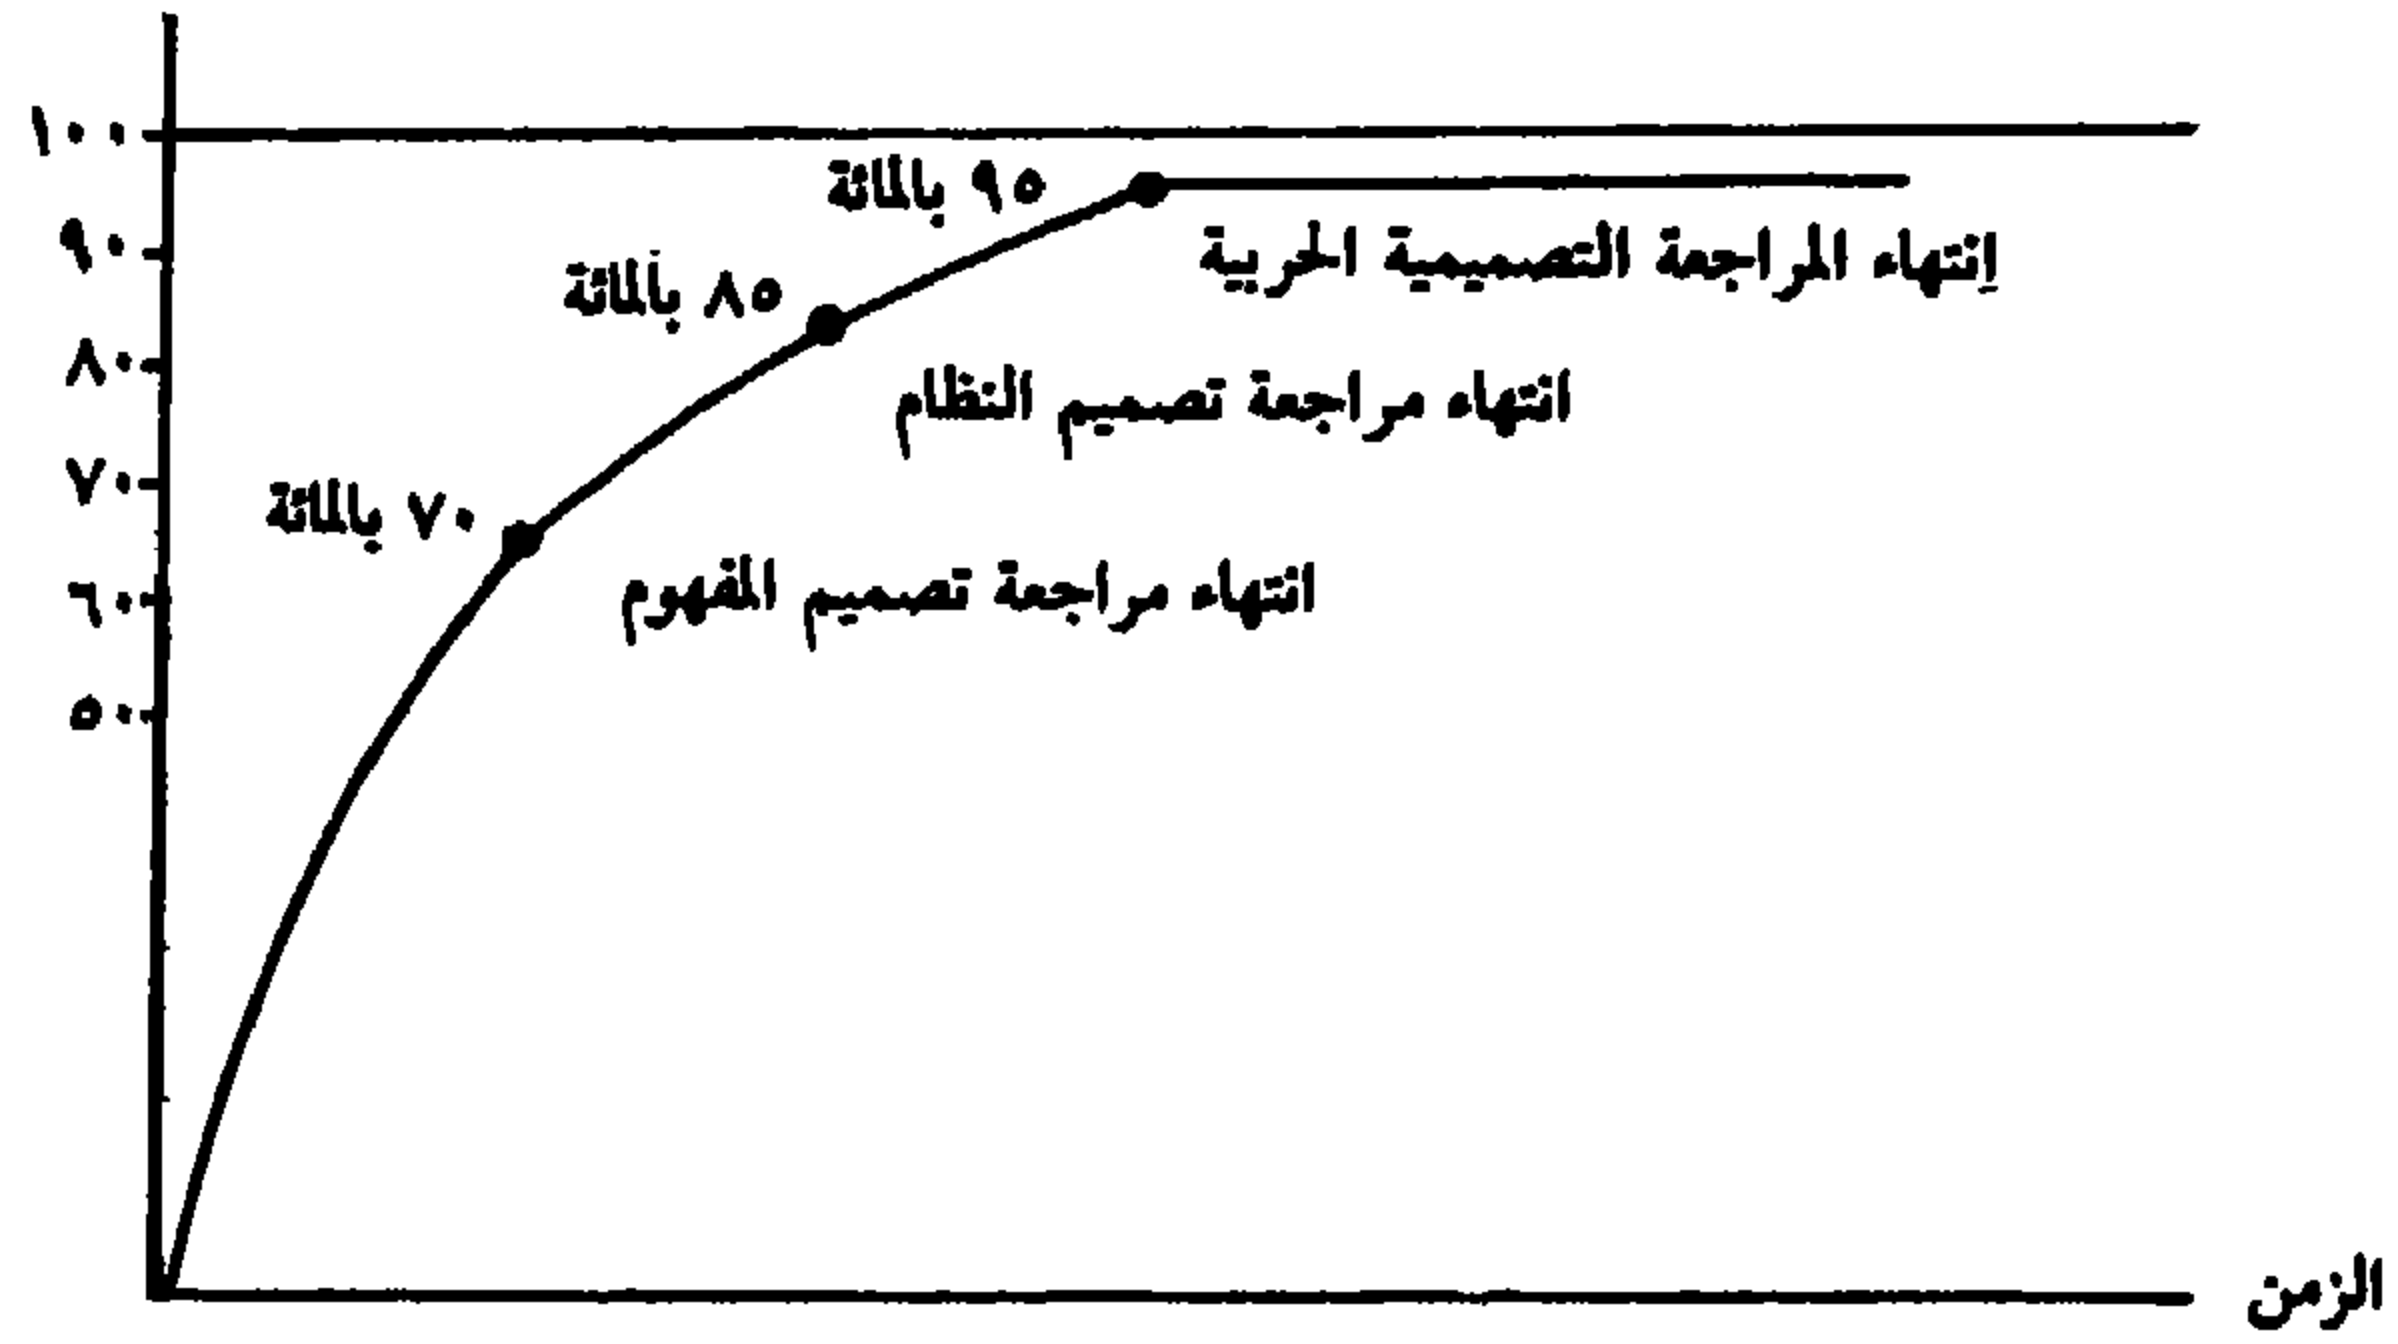 ١٠٠
٩٥ بالمائة
٩٠
إنتهاء المراجعة التصميمية الحربية
٨٥ بالمائة
٨٠
انتهاء مراجعة تصميم النظام
٧٠
٧٠ بالمائة
٦٠
انتهاء مراجعة تصميم المفهوم
٥٠
الزمن